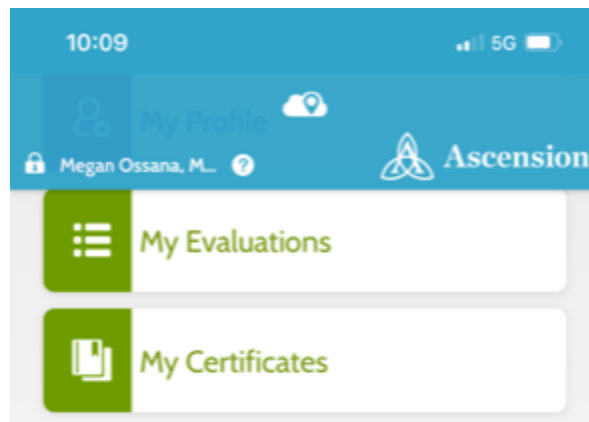 10:09 5G
My Profile
Megan Ossana, M... ?
Ascension
My Evaluations
My Certificates